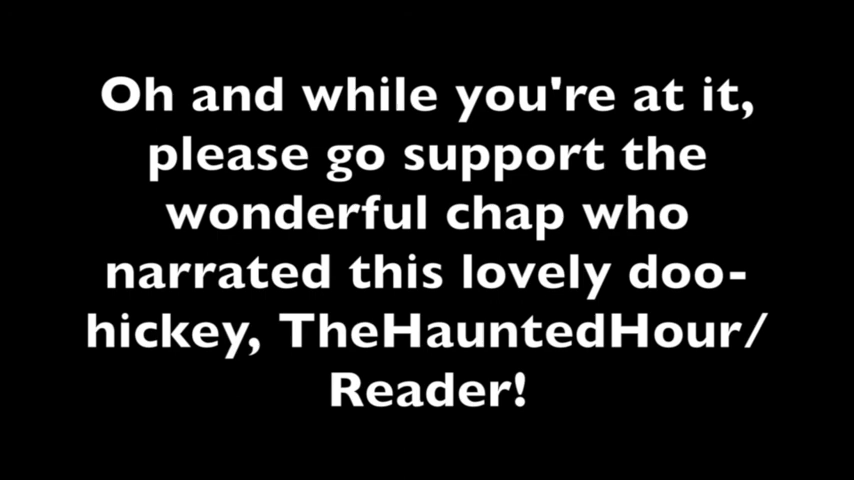 Oh and while you're at it,
please go support the
wonderful chap who
narrated this lovely doo-
hickey, TheHauntedHour/
Reader!